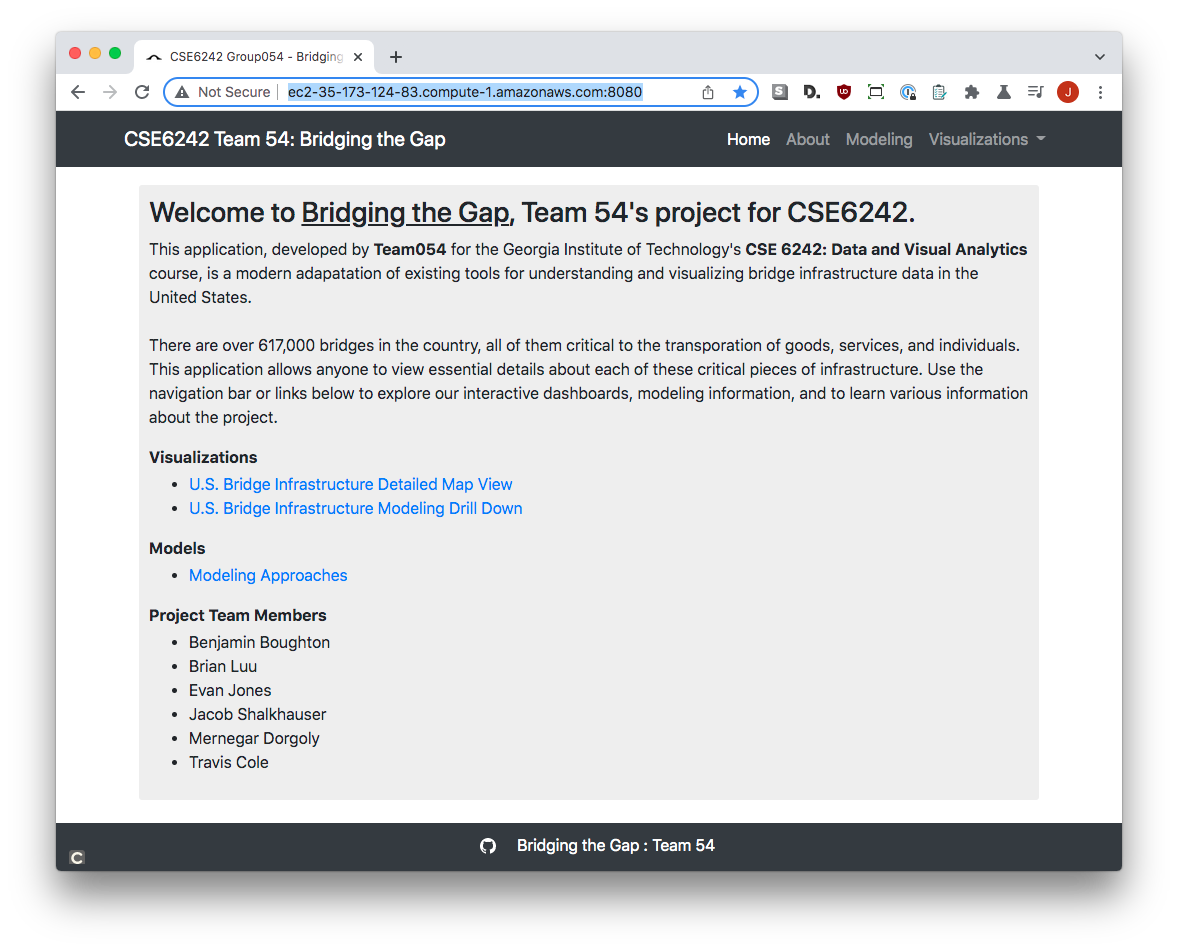 CSE6242 Group054 - Bridging
Not Secure
ec2-35-173-124-83.compute-1.amazonaws.com:8080
S
D.
UD
J
CSE6242 Team 54: Bridging the Gap
Home About Modeling Visualizations
Welcome to Bridging the Gap, Team 54's project for CSE6242.
This application, developed by Team054 for the Georgia Institute of Technology's CSE 6242: Data and Visual Analytics
course, is a modern adapatation of existing tools for understanding and visualizing bridge infrastructure data in the
United States.
There are over 617,000 bridges in the country, all of them critical to the transporation of goods, services, and individuals.
This application allows anyone to view essential details about each of these critical pieces of infrastructure. Use the
navigation bar or links below to explore our interactive dashboards, modeling information, and to learn various information
about the project.
Visualizations
• U.S. Bridge Infrastructure Detailed Map View
• U.S. Bridge Infrastructure Modeling Drill Down
Models
• Modeling Approaches
Project Team Members
• Benjamin Boughton
• Brian Luu
• Evan Jones
• Jacob Shalkhauser
• Mernegar Dorgoly
• Travis Cole
Bridging the Gap : Team 54
C